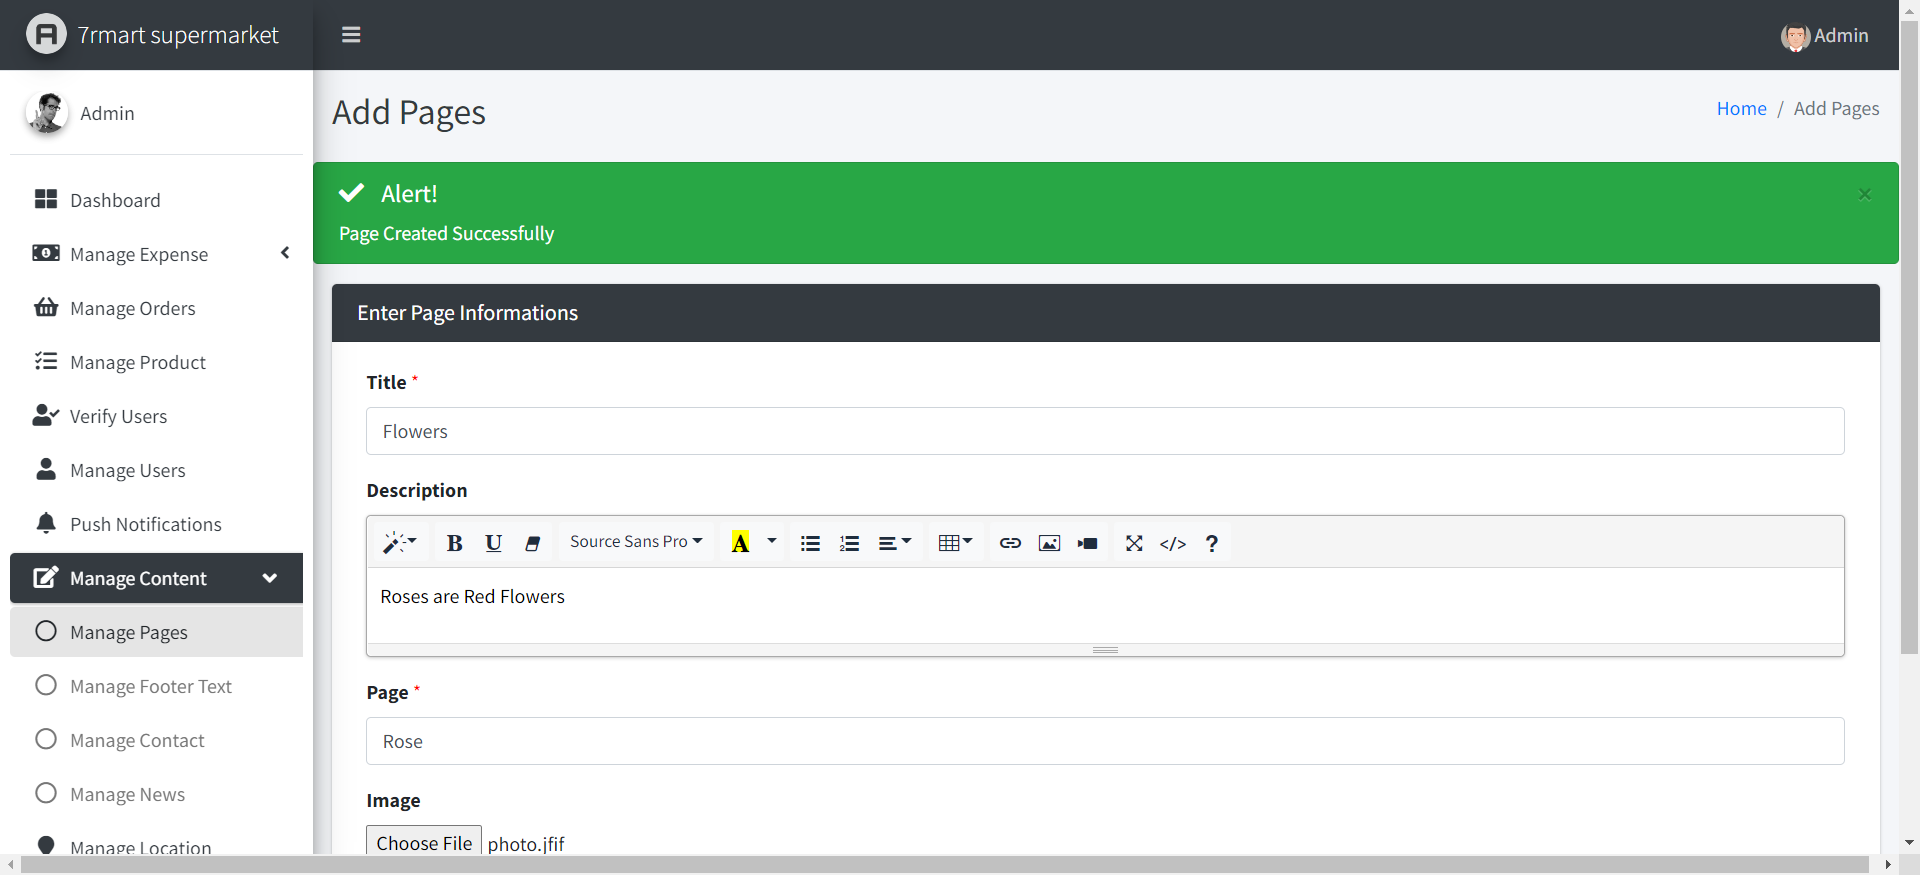 7rmart supermarket
Admin
Admin
Add Pages
Home / Add Pages
Dashboard
Manage Expense
Manage Orders
Manage Product
Verify Users
Manage Users
Push Notifications
Manage Content
Manage Pages
Manage Footer Text
Manage Contact
Manage News
Manage Location
Alert!
×
Page Created Successfully
Enter Page Informations
Title *
Flowers
Description
B U Source Sans Pro A </> ?
Roses are Red Flowers
Page *
Rose
Image
Choose File photo.jfif